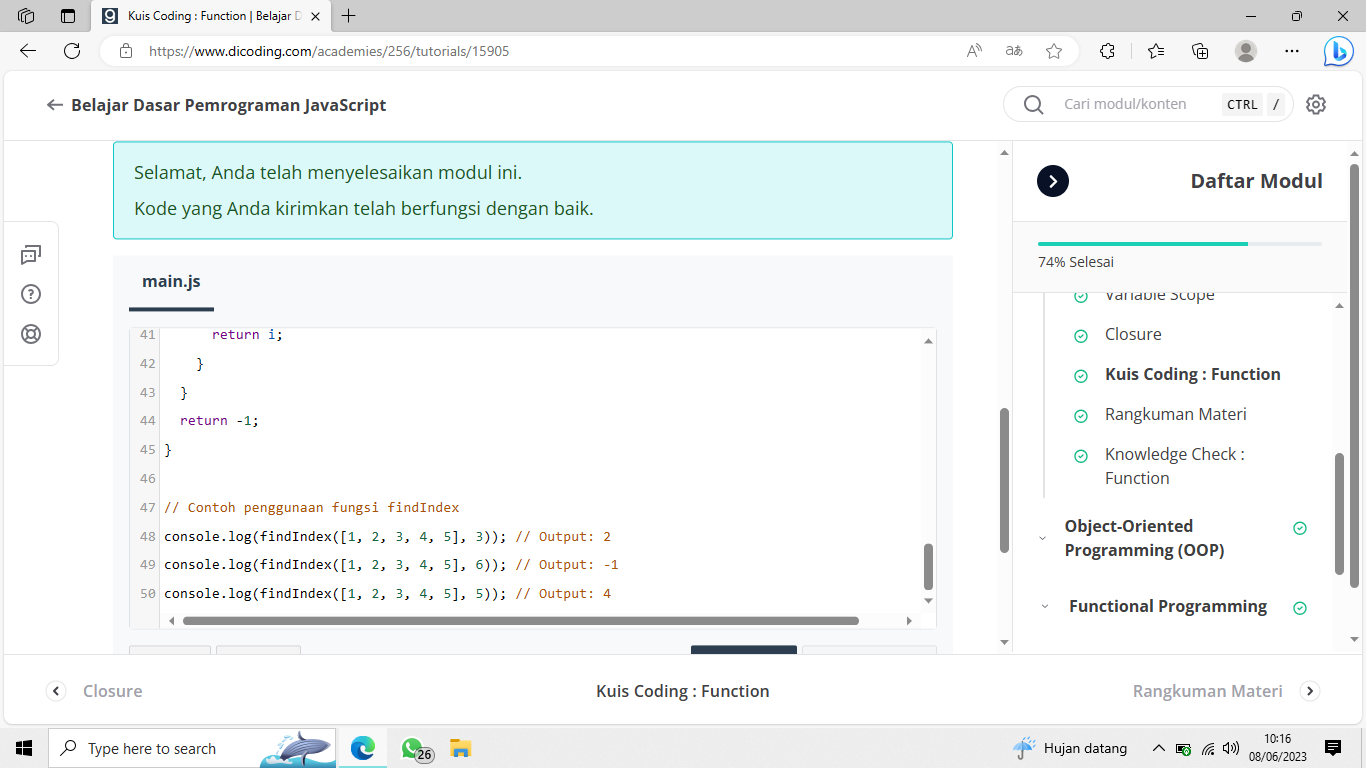 Kuis Coding : Function | Belajar D
https://www.dicoding.com/academies/256/tutorials/15905
Belajar Dasar Pemrograman JavaScript
Cari modul/konten
CTRL
/
Selamat, Anda telah menyelesaikan modul ini.
Kode yang Anda kirimkan telah berfungsi dengan baik.
main.js
41 return i;
42 }
43 }
44 return -1;
45 }
46
47 // Contoh penggunaan fungsi findIndex
48 console.log(findIndex([1, 2, 3, 4, 5], 3)); // Output: 2
49 console.log(findIndex([1, 2, 3, 4, 5], 6)); // Output: -1
50 console.log(findIndex([1, 2, 3, 4, 5], 5)); // Output: 4
Daftar Modul
74% Selesai
Variable Scope
Closure
Kuis Coding : Function
Rangkuman Materi
Knowledge Check :
Function
Object-Oriented
Programming (OOP)
Functional Programming
Closure
Kuis Coding : Function
Rangkuman Materi
Type here to search
26
Hujan datang
10:16
08/06/2023